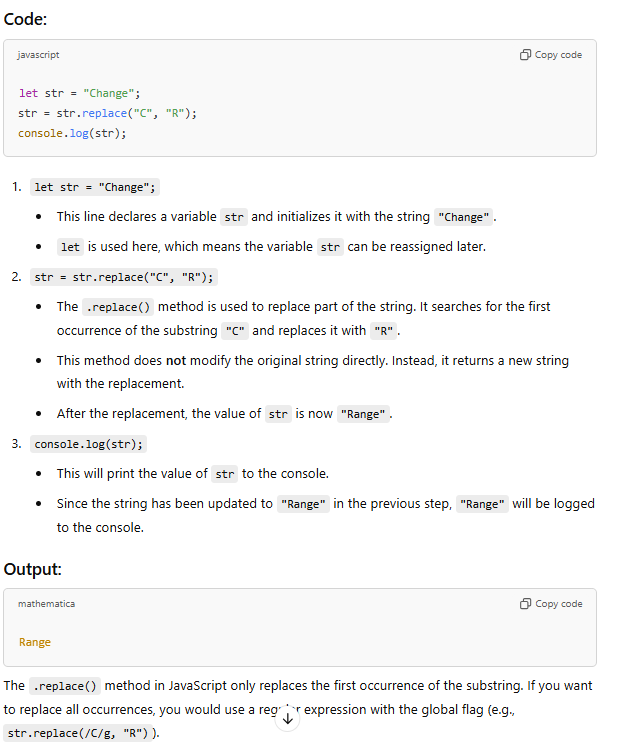 Code:
javascript Copy code
let str = "Change";
str = str.replace("C", "R");
console.log(str);
1. let str = "Change";
• This line declares a variable str and initializes it with the string "Change".
• let is used here, which means the variable str can be reassigned later.
2. str = str.replace("C", "R");
• The .replace() method is used to replace part of the string. It searches for the first
occurrence of the substring "C" and replaces it with "R".
• This method does not modify the original string directly. Instead, it returns a new string
with the replacement.
• After the replacement, the value of str is now "Range".
3. console.log(str);
• This will print the value of str to the console.
• Since the string has been updated to "Range" in the previous step, "Range" will be logged
to the console.
Output:
mathematica Copy code
Range
The .replace() method in JavaScript only replaces the first occurrence of the substring. If you want
to replace all occurrences, you would use a expression with the global flag (e.g.,
str.replace(/C/g, "R")).